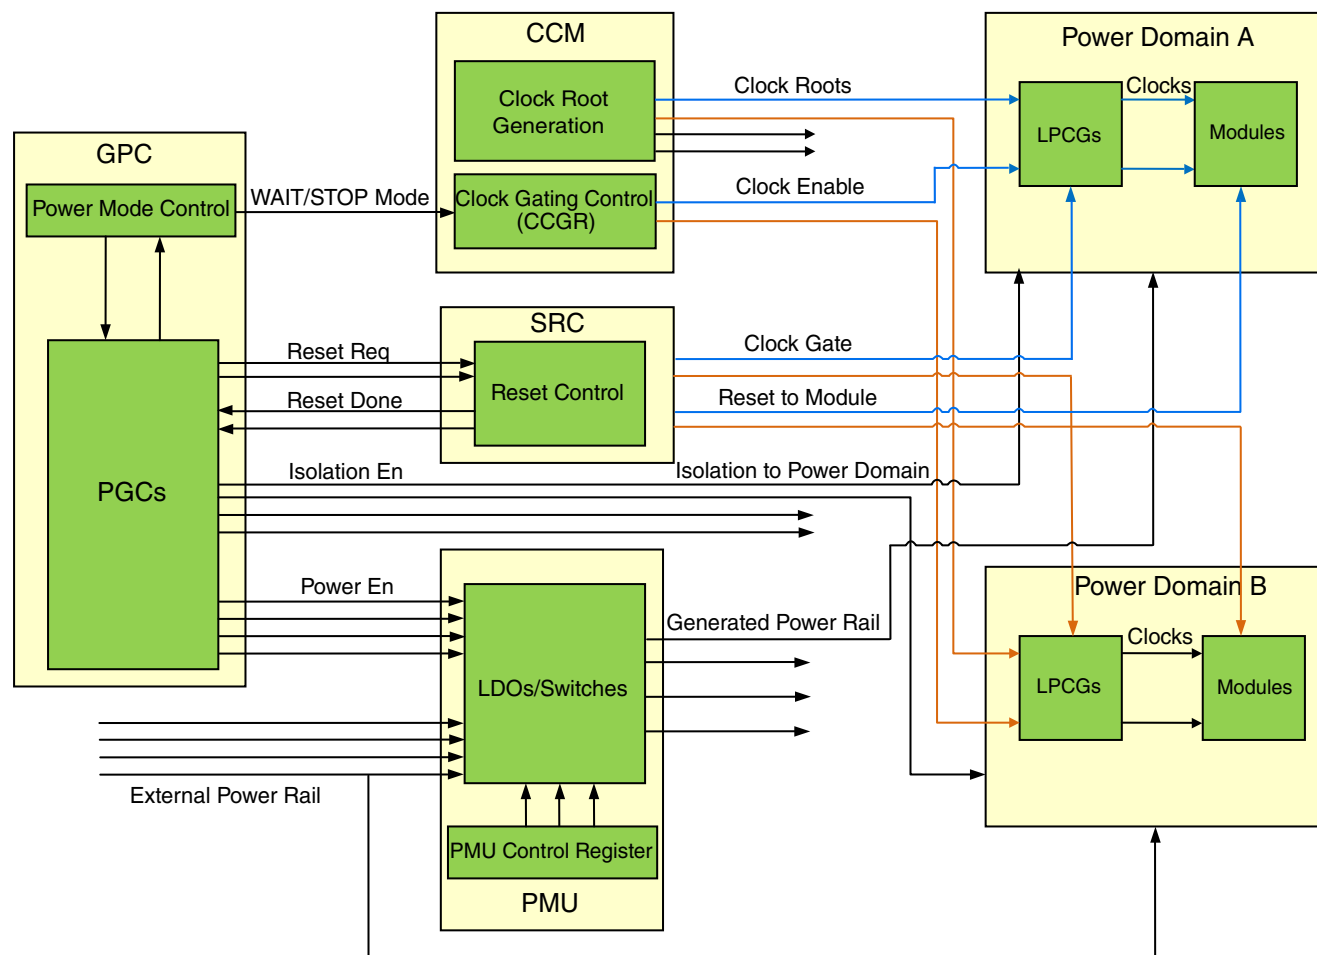 CCM
Clock Root
Generation
Clock Gating Control
(CCGR)
GPC
Power Mode Control
WAIT/STOP Mode
PGCs
SRC
Reset Control
Reset Req
Reset Done
Isolation En
Isolation to Power Domain
Power En
LDOs/Switches
PMU Control Register
PMU
External Power Rail
Generated Power Rail
Clock Roots
Clock Enable
Clock Gate
Reset to Module
Power Domain A
LPCGs
Clocks
Modules
Power Domain B
LPCGs
Clocks
Modules